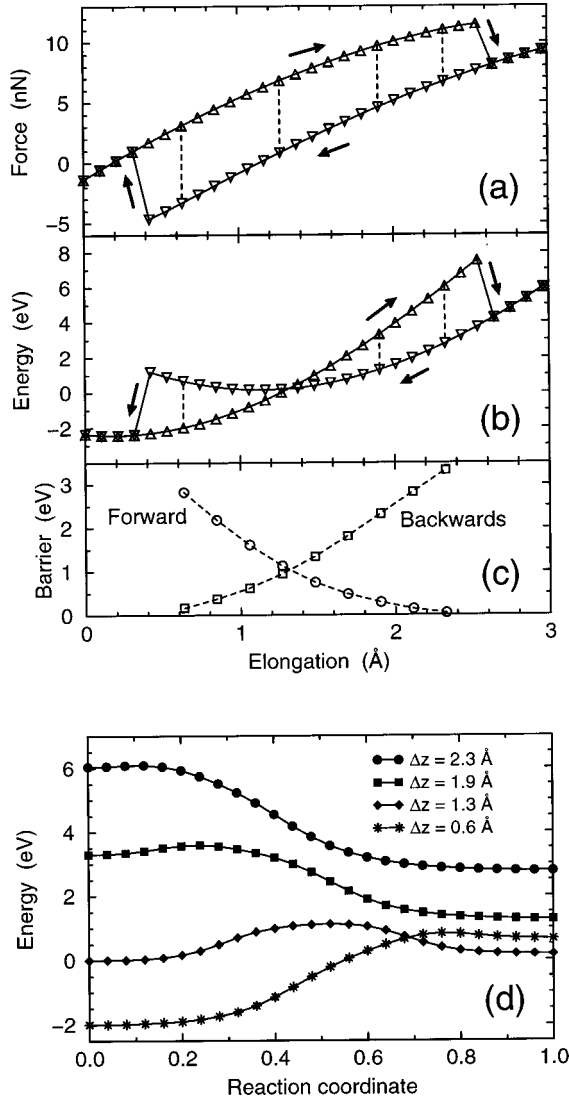 10
5
0
−5
Force (nN)
(a)
8
6
4
2
0
−2
Energy (eV)
(b)
3
2
1
0
Barrier (eV)
Forward
Backwards
(c)
0 1 2 3
Elongation (Å)
6
4
2
0
−2
Energy (eV)
Δz = 2.3 Å
Δz = 1.9 Å
Δz = 1.3 Å
Δz = 0.6 Å
(d)
0.0 0.2 0.4 0.6 0.8 1.0
Reaction coordinate